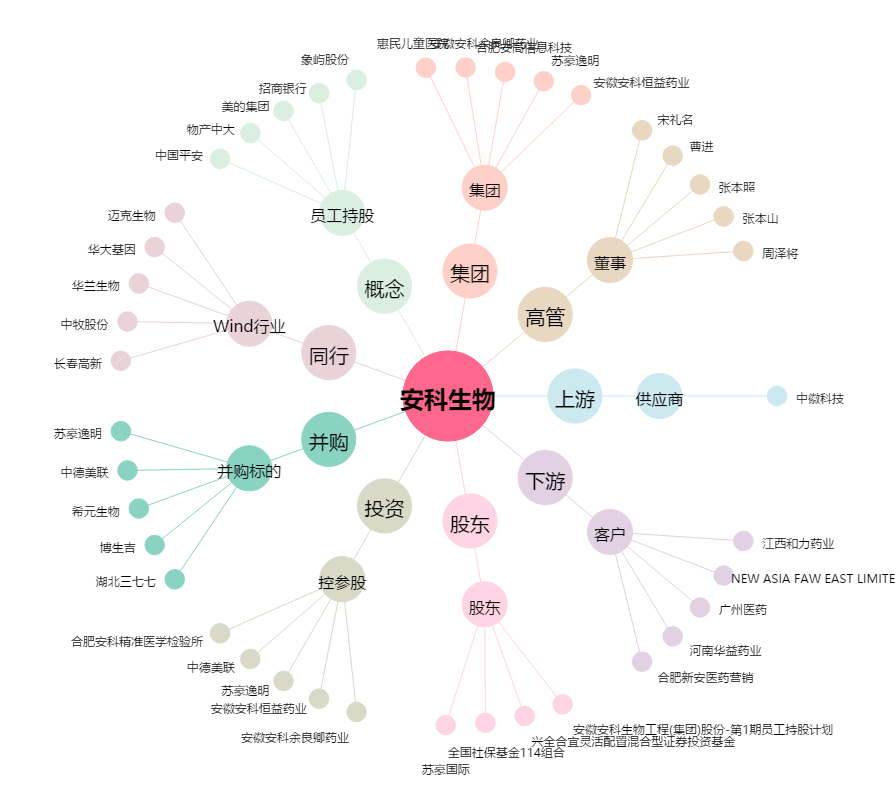 安科生物
集团
集团
惠民儿童医院
安徽安科余良卿药业
合肥安高信息科技
苏豪逸明
安徽安科恒益药业
高管
董事
宋礼名
曹进
张本照
张本山
周泽将
上游
供应商
中徽科技
下游
客户
江西和力药业
NEW ASIA FAW EAST LIMITE
广州医药
河南华益药业
合肥新安医药营销
股东
股东
安徽安科生物工程(集团)股份-第1期员工持股计划
兴全合宜灵活配置混合型证券投资基金
全国社保基金114组合
苏豪国际
投资
控参股
合肥安科精准医学检验所
中德美联
苏豪逸明
安徽安科恒益药业
安徽安科余良卿药业
并购
并购标的
苏豪逸明
中德美联
希元生物
博生吉
湖北三七七
同行
Wind行业
迈克生物
华大基因
华兰生物
中牧股份
长春高新
概念
员工持股
象屿股份
招商银行
美的集团
物产中大
中国平安